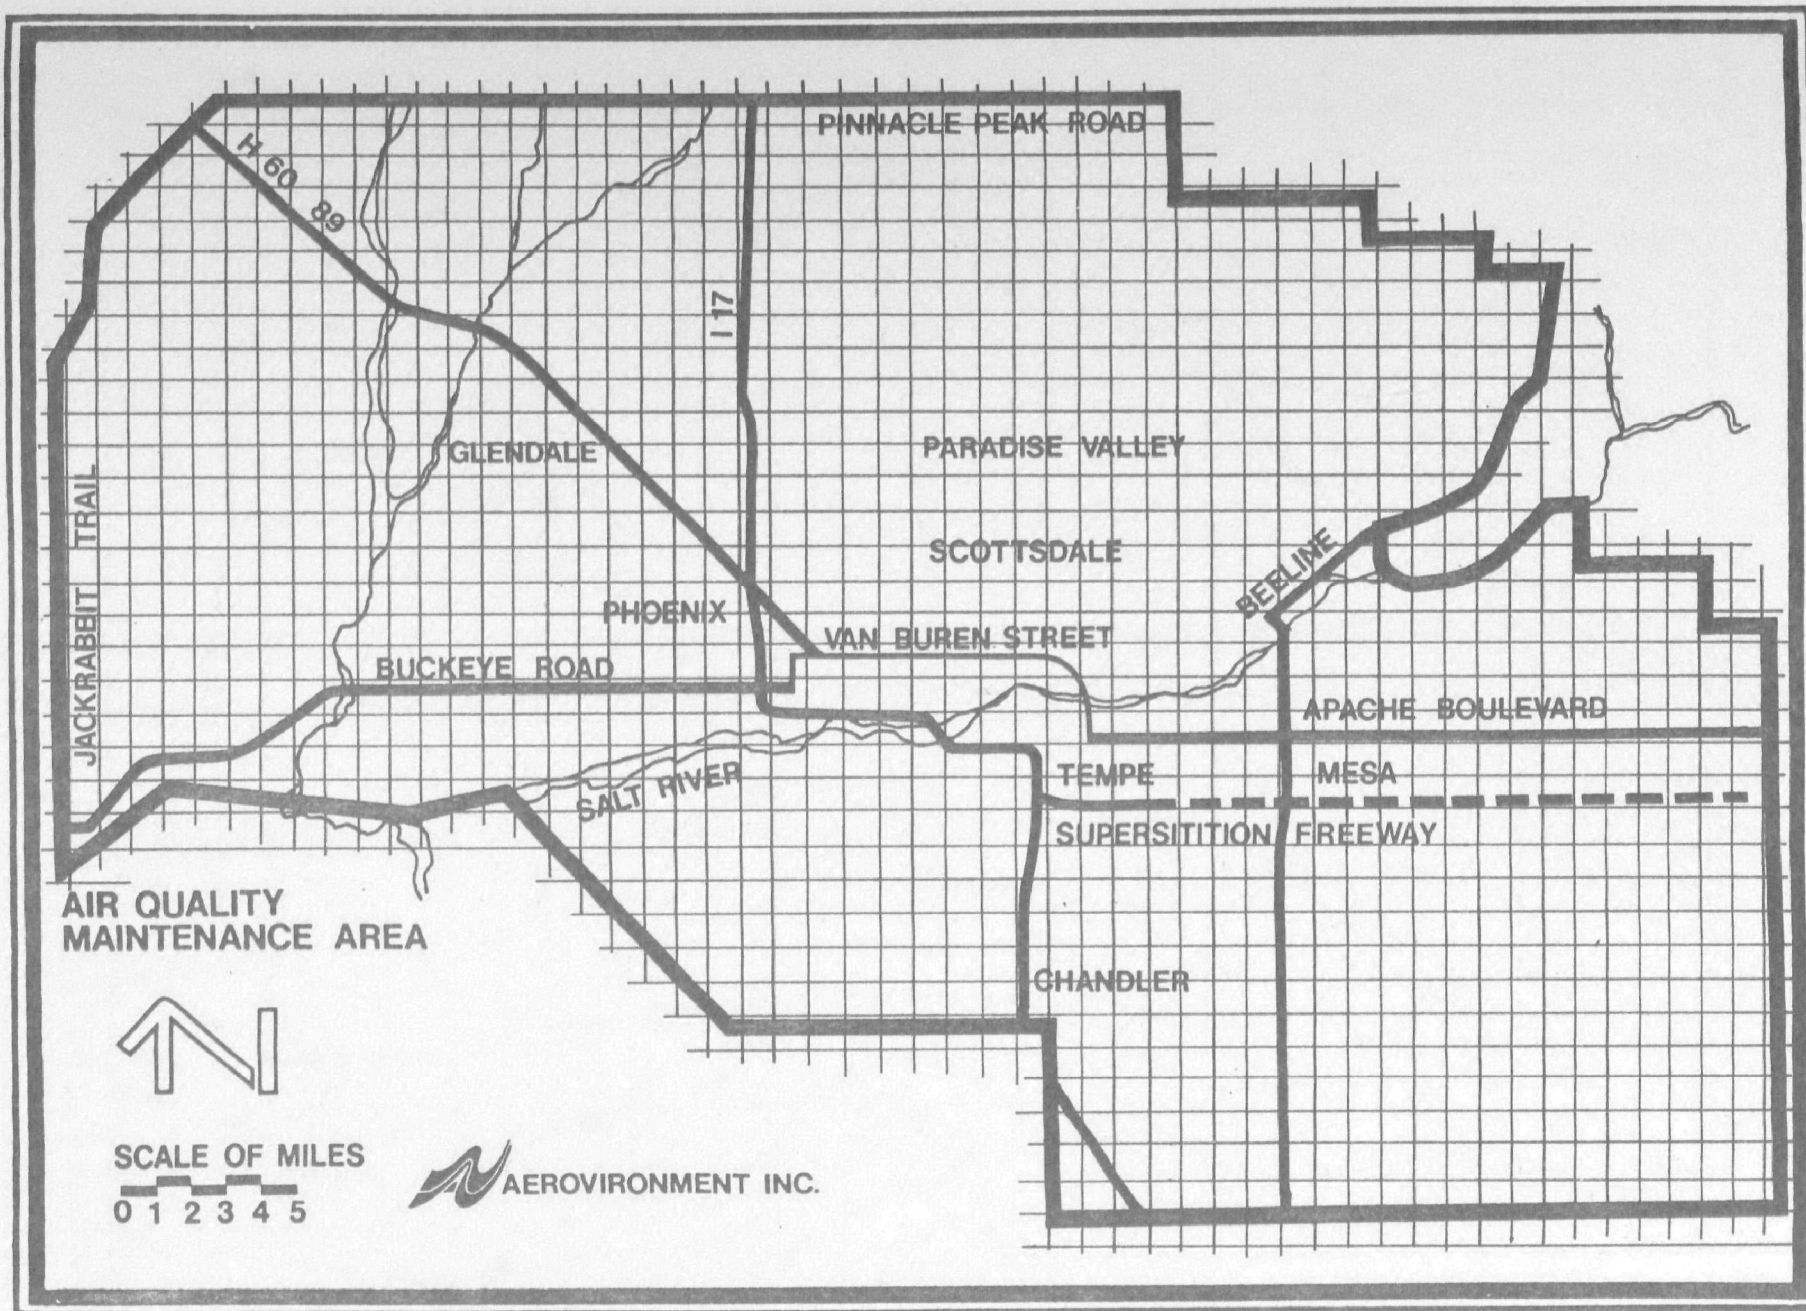 PINNACLE PEAK ROAD
H 60 89
I 17
GLENDALE
PARADISE VALLEY
JACKRABBIT TRAIL
SCOTTSDALE
BEELINE
PHOENIX
VAN BUREN STREET
BUCKEYE ROAD
APACHE BOULEVARD
SALT RIVER
TEMPE
MESA
SUPERSITITION FREEWAY
AIR QUALITY
MAINTENANCE AREA
CHANDLER
N
SCALE OF MILES
0 1 2 3 4 5
AEROVIRONMENT INC.